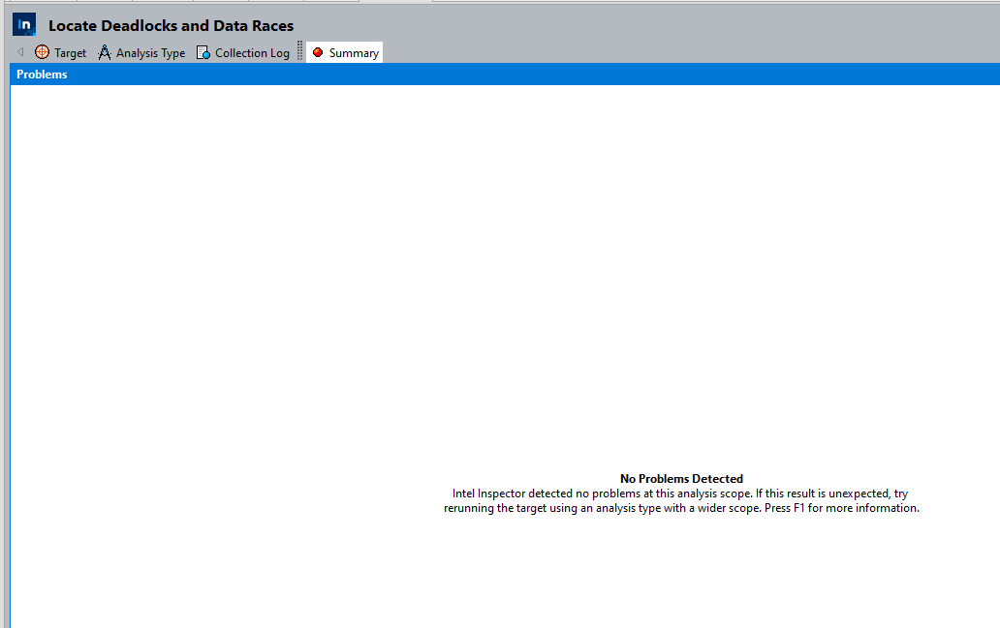 In Locate Deadlocks and Data Races
Target Analysis Type Collection Log Summary
Problems
No Problems Detected
Intel Inspector detected no problems at this analysis scope. If this result is unexpected, try
rerunning the target using an analysis type with a wider scope. Press F1 for more information.